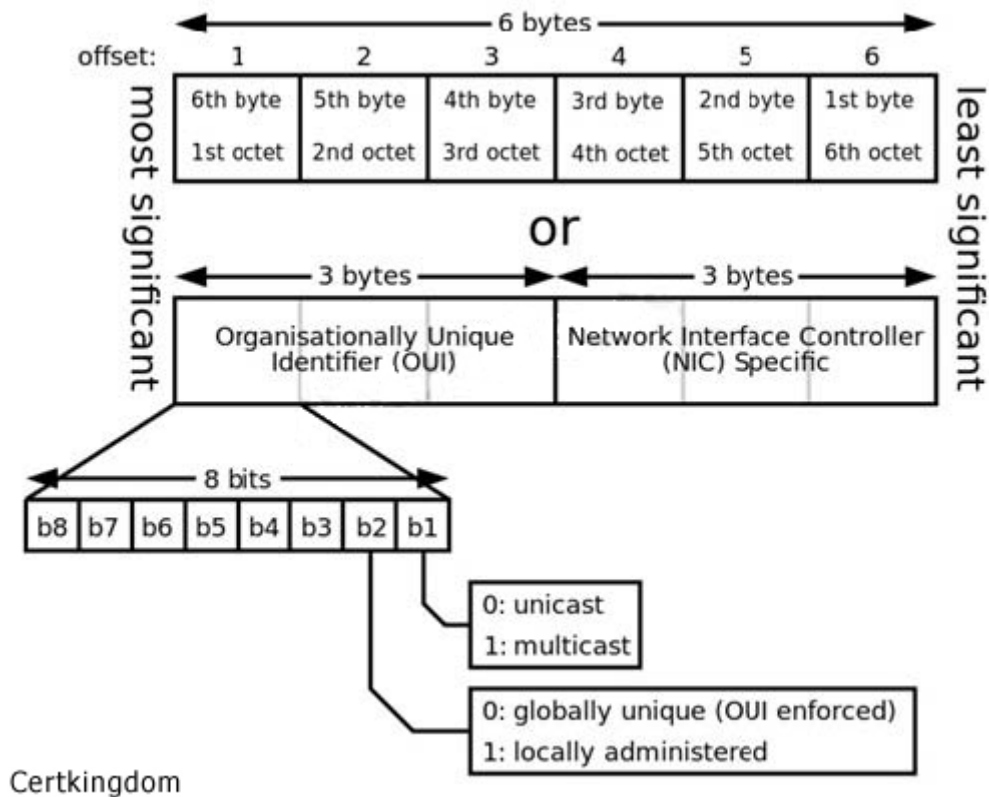 6 bytes
offset: 1 2 3 4 5 6
most significant
6th byte 5th byte 4th byte 3rd byte 2nd byte 1st byte
1st octet 2nd octet 3rd octet 4th octet 5th octet 6th octet
least significant
or
3 bytes 3 bytes
Organisationally Unique
Identifier (OUI)
Network Interface Controller
(NIC) Specific
8 bits
b8 b7 b6 b5 b4 b3 b2 b1
0: unicast
1: multicast
0: globally unique (OUI enforced)
1: locally administered
Certkingdom